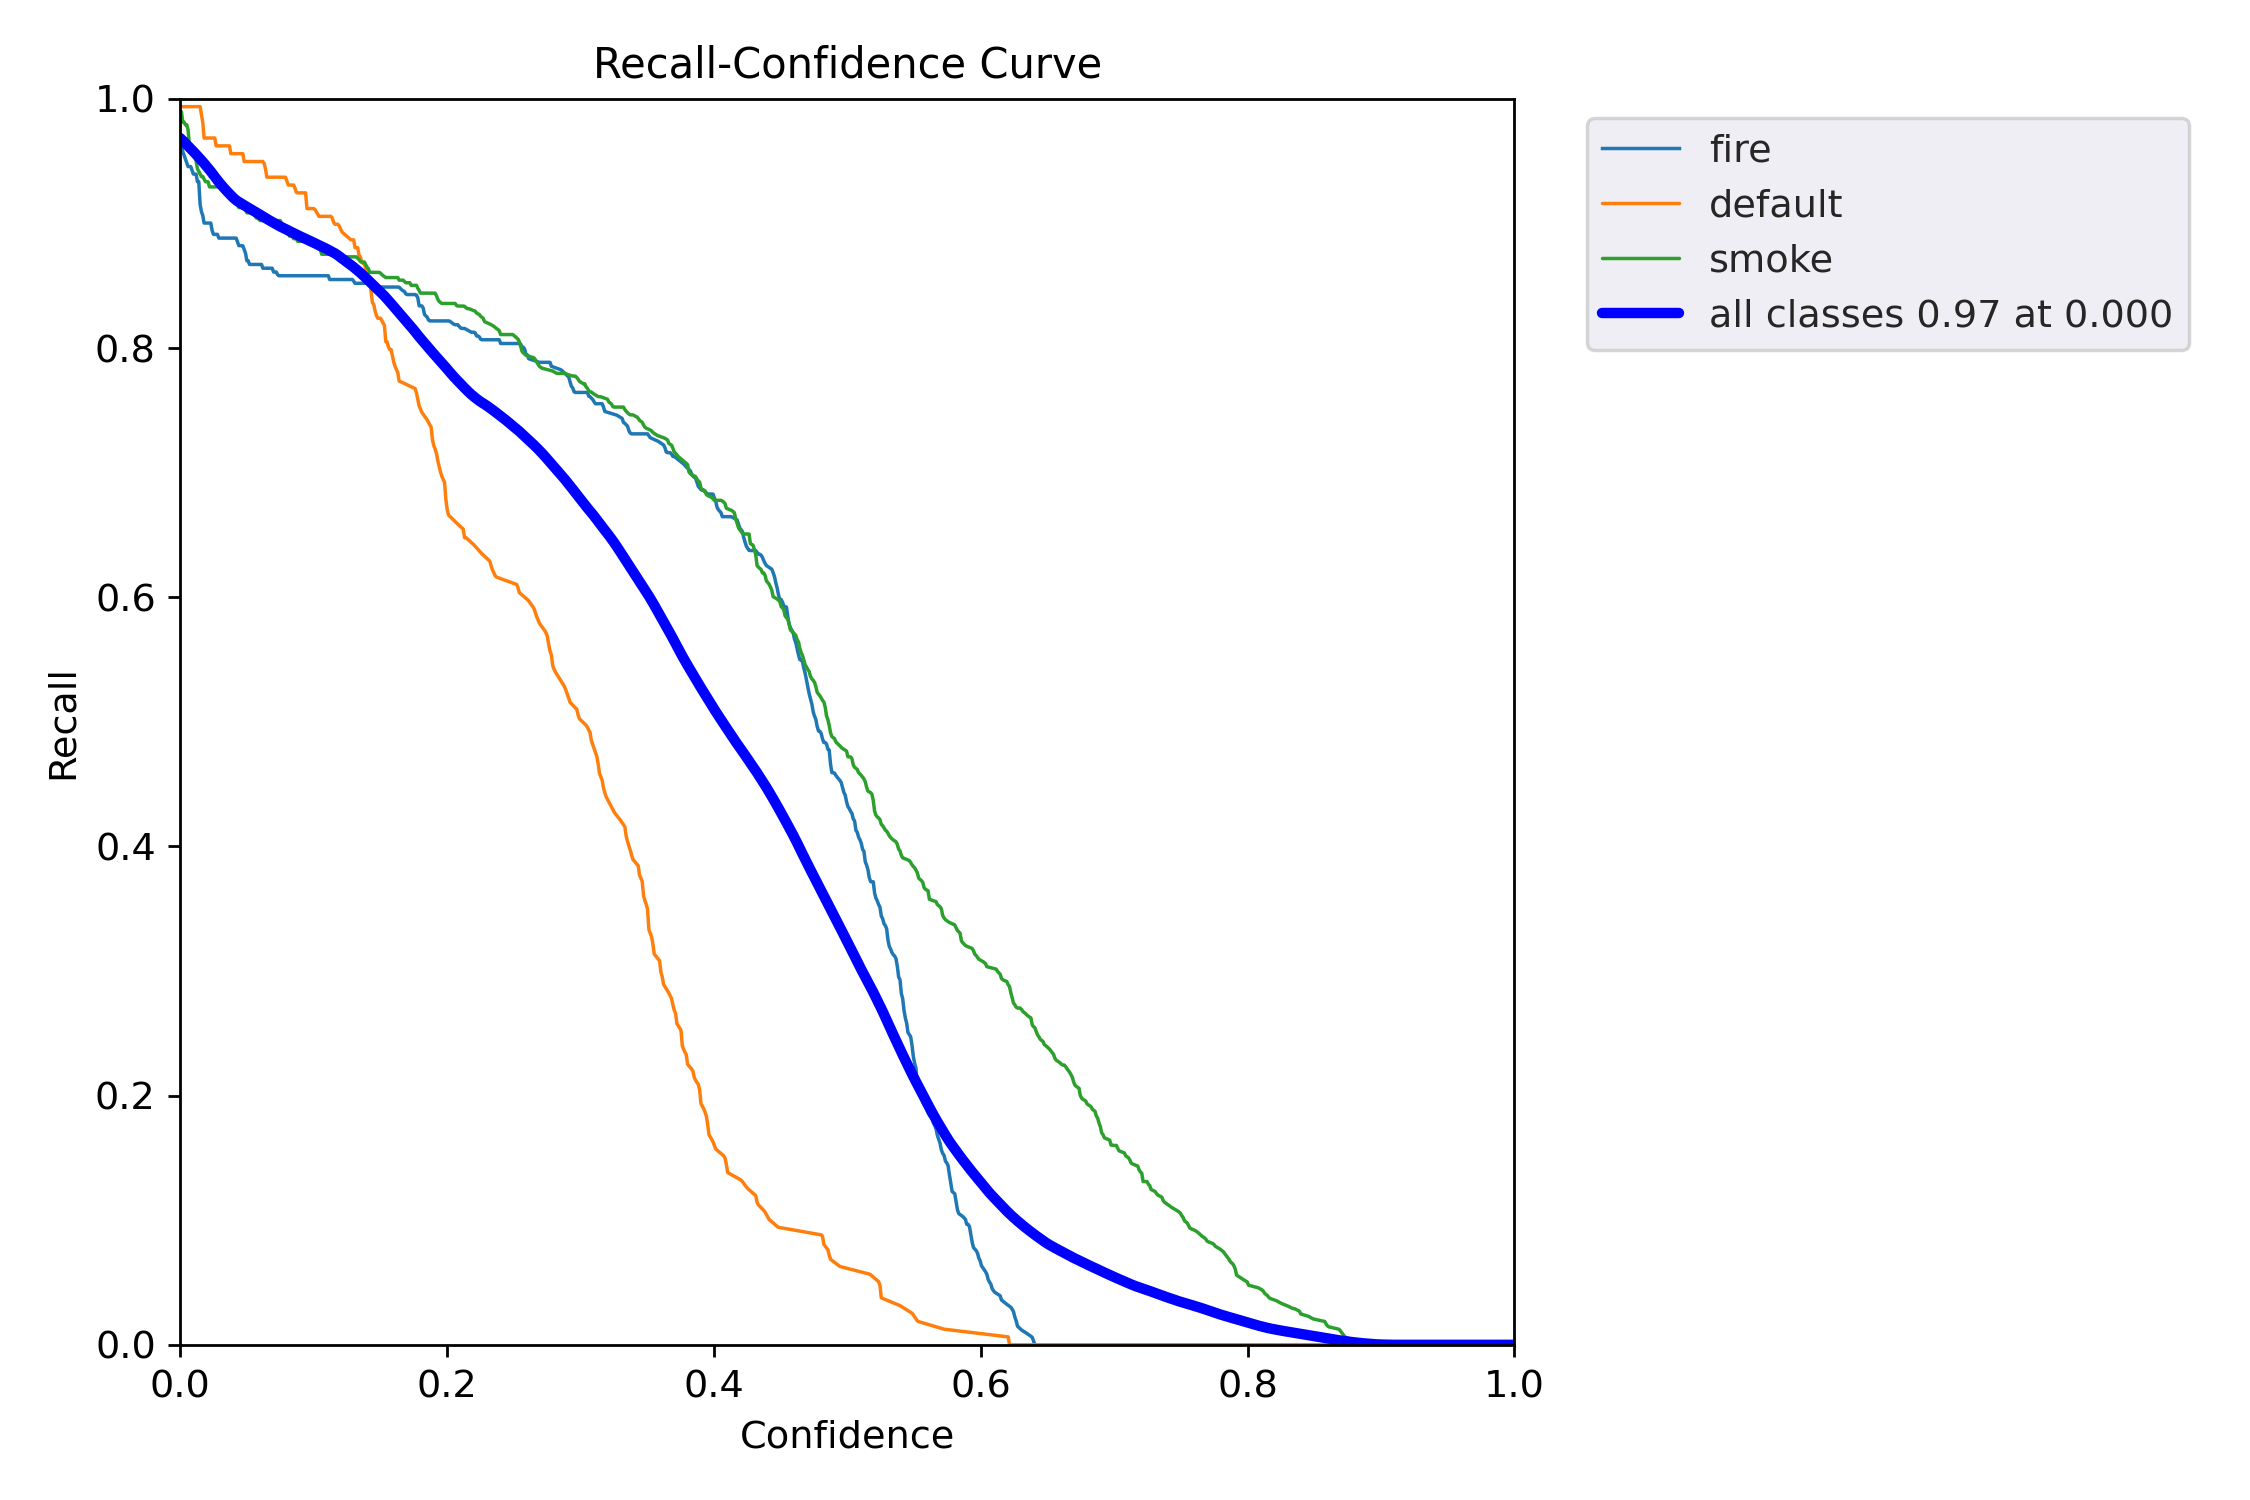 Recall-Confidence Curve
1.0
0.8
0.6
0.4
0.2
0.0
Recall
0.0 0.2 0.4 0.6 0.8 1.0
Confidence
fire
default
smoke
all classes 0.97 at 0.000